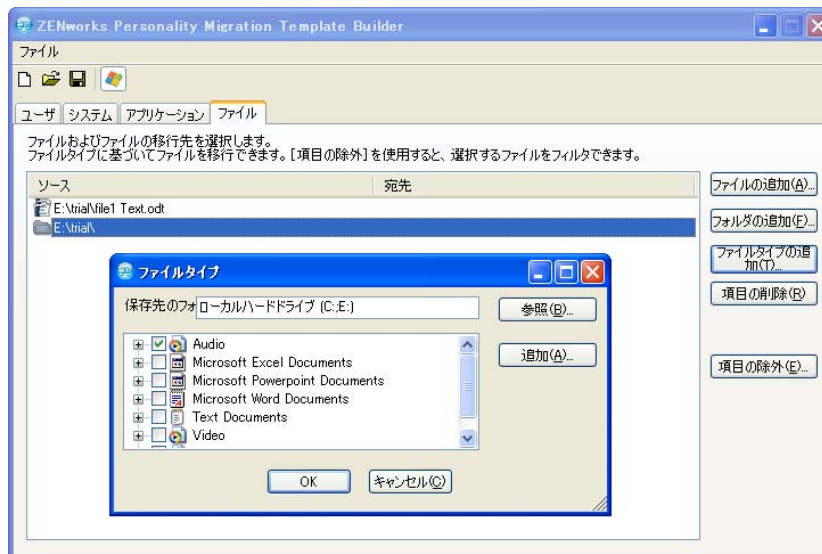 ZENworks Personality Migration Template Builder
ファイル
ユーザ システム アプリケーション ファイル
ファイルおよびファイルの移行先を選択します。
ファイルタイプに基づいてファイルを移行できます。[項目の除外]を使用すると、選択するファイルをフィルタできます。
ソース 宛先
E:\trial\file1 Text.odt
E:\trial\
ファイルの追加(A)...
フォルダの追加(F)...
ファイルタイプの追
加(T)...
項目の削除(R)
項目の除外(E)...
ファイルタイプ
保存先のフォ ローカルハードドライブ (C:;E:)
参照(B)...
追加(A)...
Audio
Microsoft Excel Documents
Microsoft Powerpoint Documents
Microsoft Word Documents
Text Documents
Video
OK キャンセル(C)